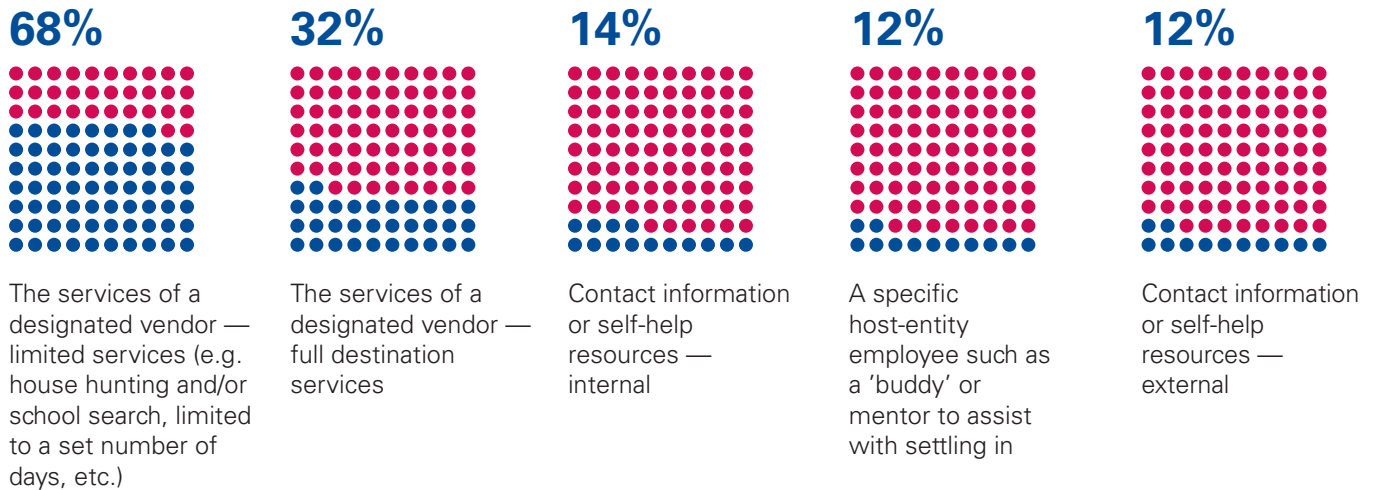 68%
The services of a
designated vendor —
limited services (e.g.
house hunting and/or
school search, limited
to a set number of
days, etc.)
32%
The services of a
designated vendor —
full destination
services
14%
Contact information
or self-help
resources —
internal
12%
A specific
host-entity
employee such as
a ’buddy’ or
mentor to assist
with settling in
12%
Contact information
or self-help
resources —
external